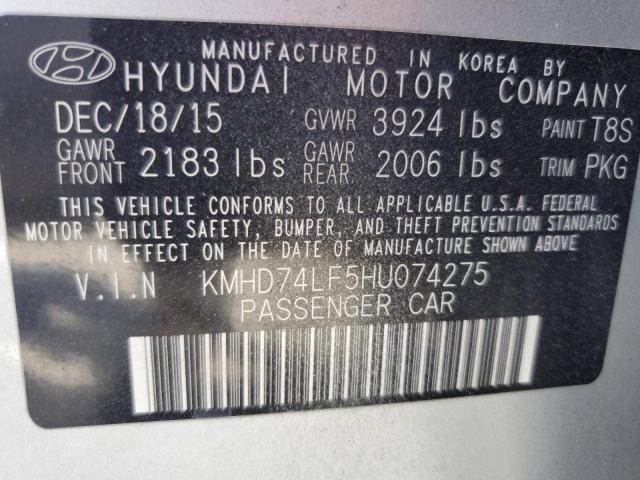 MANUFACTURED IN KOREA BY
HYUNDAI MOTOR COMPANY
DEC/18/15 GVWR 3924 lbs PAINT T8S
GAWR FRONT 2183 lbs GAWR REAR 2006 lbs TRIM PKG
THIS VEHICLE CONFORMS TO ALL APPLICABLE U.S.A. FEDERAL
MOTOR VEHICLE SAFETY, BUMPER, AND THEFT PREVENTION STANDARDS
IN EFFECT ON THE DATE OF MANUFACTURE SHOWN ABOVE
V.I.N KMHD74LF5HU074275
PASSENGER CAR